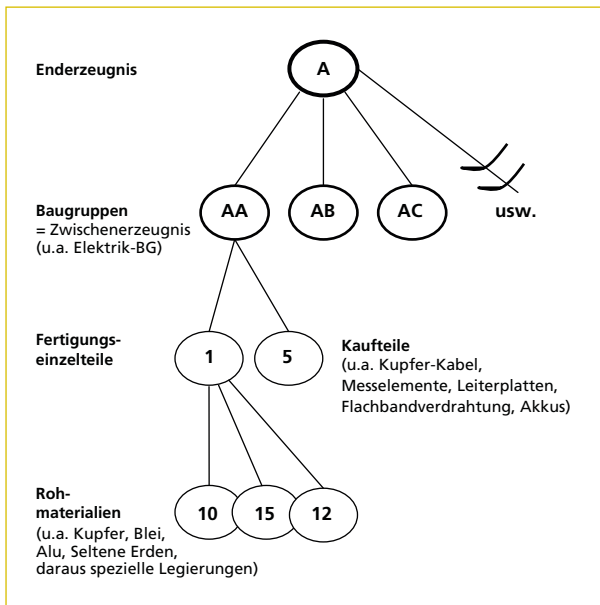 Enderzeugnis
A
Baugruppen
= Zwischenerzeugnis
(u.a. Elektrik-BG)
AA
AB
AC
usw.
Fertigungs-
einzelteile
1
5
Kaufteile
(u.a. Kupfer-Kabel,
Messelemente, Leiterplatten,
Flachbandverdrahtung, Akkus)
Roh-
materialien
(u.a. Kupfer, Blei,
Alu, Seltene Erden,
daraus spezielle Legierungen)
10
15
12